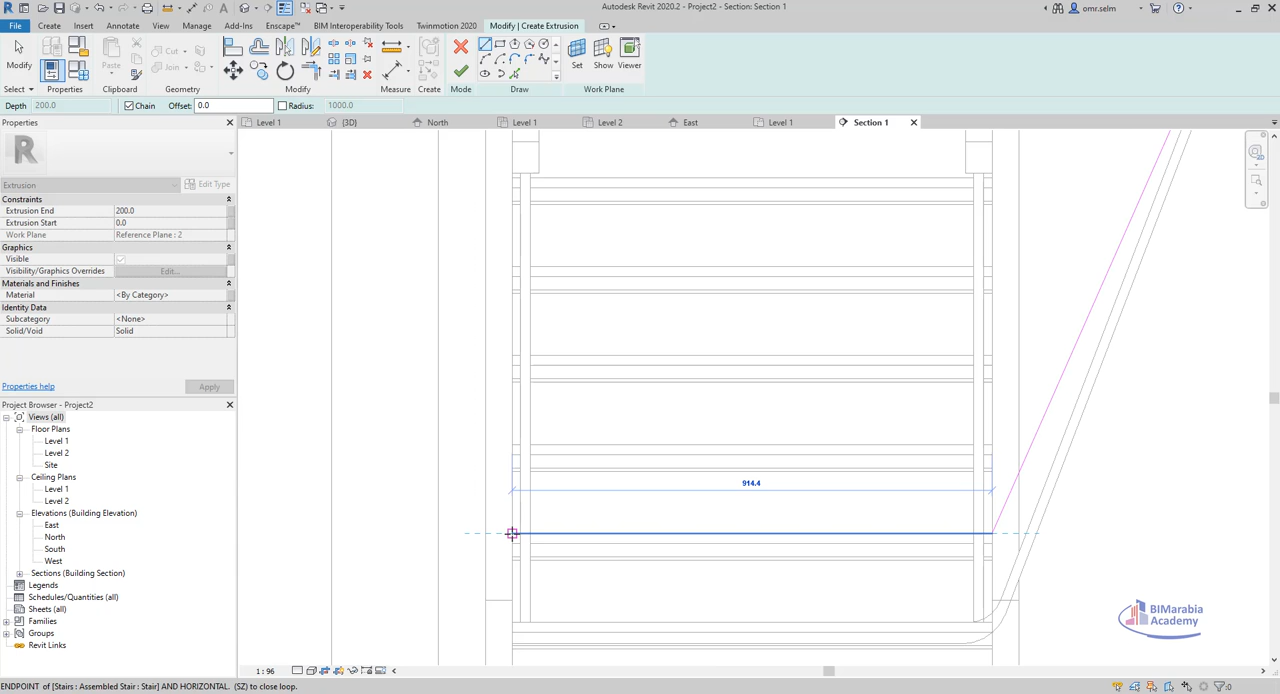 Autodesk Revit 2020.2 - Project2 - Section: Section 1
omr.selm
File Create Insert Annotate View Manage Add-Ins Enscape™ BIM Interoperability Tools Twinmotion 2020 Modify | Create Extrusion
Modify Paste Cut Join Create Set Show Viewer
Select Properties Clipboard Geometry Modify Measure Create Mode Draw Work Plane
Depth 200.0 Chain Offset: 0.0 Radius: 1000.0
Properties
Level 1 {3D} North Level 1 Level 2 East Level 1 Section 1
Extrusion Edit Type
Constraints
Extrusion End 200.0
Extrusion Start 0.0
Work Plane Reference Plane : 2
Graphics
Visible
Visibility/Graphics Overrides Edit...
Materials and Finishes
Material <By Category>
Identity Data
Subcategory <None>
Solid/Void Solid
Properties help Apply
Project Browser - Project2
Views (all)
Floor Plans
Level 1
Level 2
Site
Ceiling Plans
Level 1
Level 2
Elevations (Building Elevation)
East
North
South
West
Sections (Building Section)
Legends
Schedules/Quantities (all)
Sheets (all)
Families
Groups
Revit Links
914.4
BIMarabia
Academy
1 : 96
ENDPOINT of [Stairs : Assembled Stair : Stair] AND HORIZONTAL. (SZ) to close loop.
:0